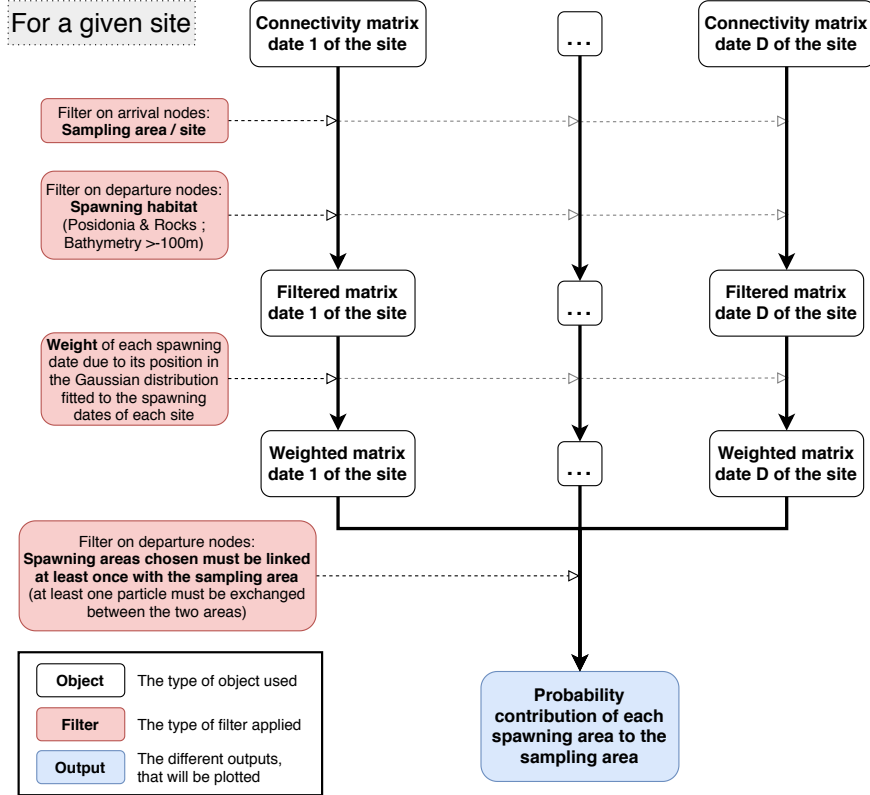 For a given site
Connectivity matrix
date 1 of the site
...
Connectivity matrix
date D of the site
Filter on arrival nodes:
Sampling area / site
Filter on departure nodes:
Spawning habitat
(Posidonia & Rocks ;
Bathymetry >-100m)
Filtered matrix
date 1 of the site
...
Filtered matrix
date D of the site
Weight of each spawning
date due to its position in
the Gaussian distribution
fitted to the spawning
dates of each site
Weighted matrix
date 1 of the site
...
Weighted matrix
date D of the site
Filter on departure nodes:
Spawning areas chosen must be linked
at least once with the sampling area
(at least one particle must be exchanged
between the two areas)
Probability
contribution of each
spawning area to the
sampling area
Object The type of object used
Filter The type of filter applied
Output The different outputs,
that will be plotted